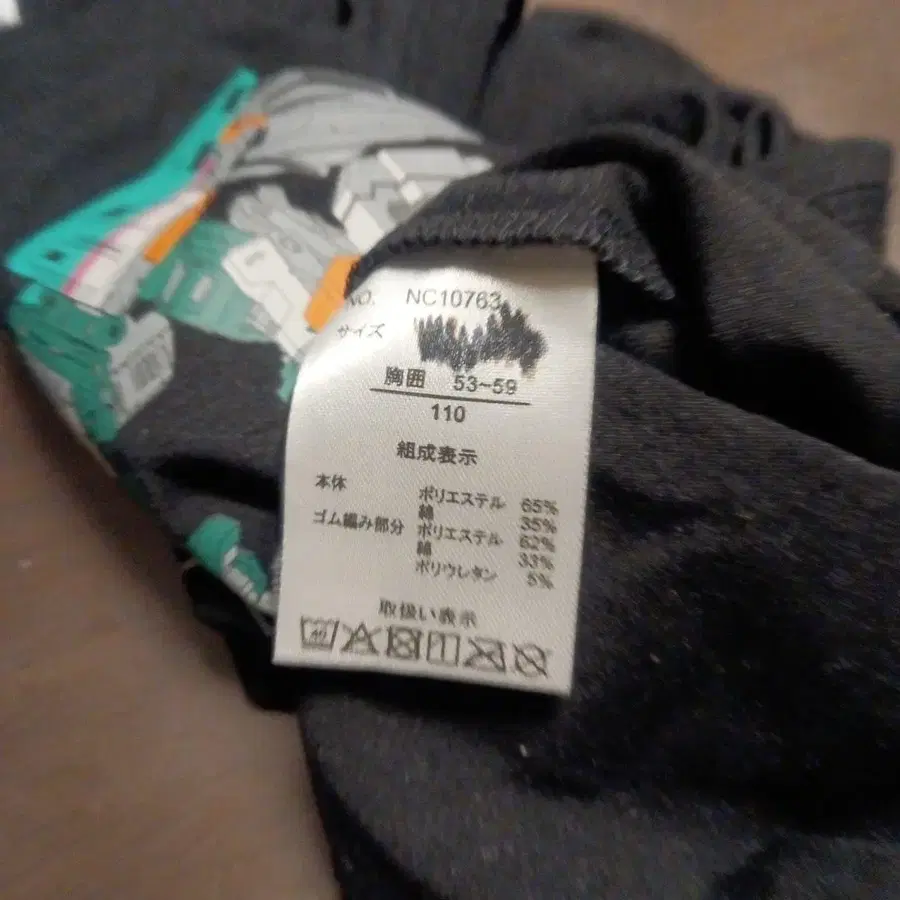 NO. NC10763
サイズ
胸囲 53~59
110
組成表示
本体 ポリエステル 65%
綿 35%
ゴム編み部分 ポリエステル 62%
綿 33%
ポリウレタン 5%
取扱い表示
40